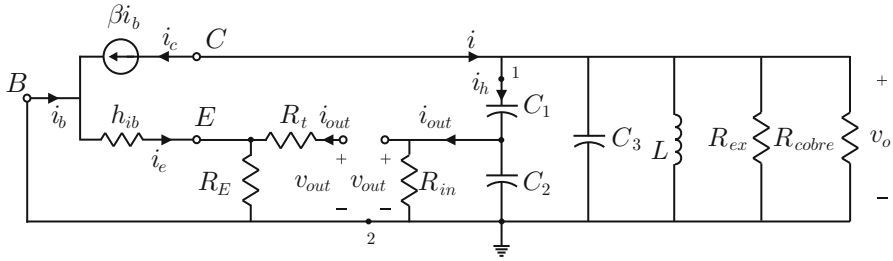 βi_b
i_c C i
B i_b
i_h 1
C_1
h_ib E R_t i_out i_out
i_e
+ + +
R_E v_out v_out R_in C_2 C_3 L R_ex R_cobre v_o
− − −
2